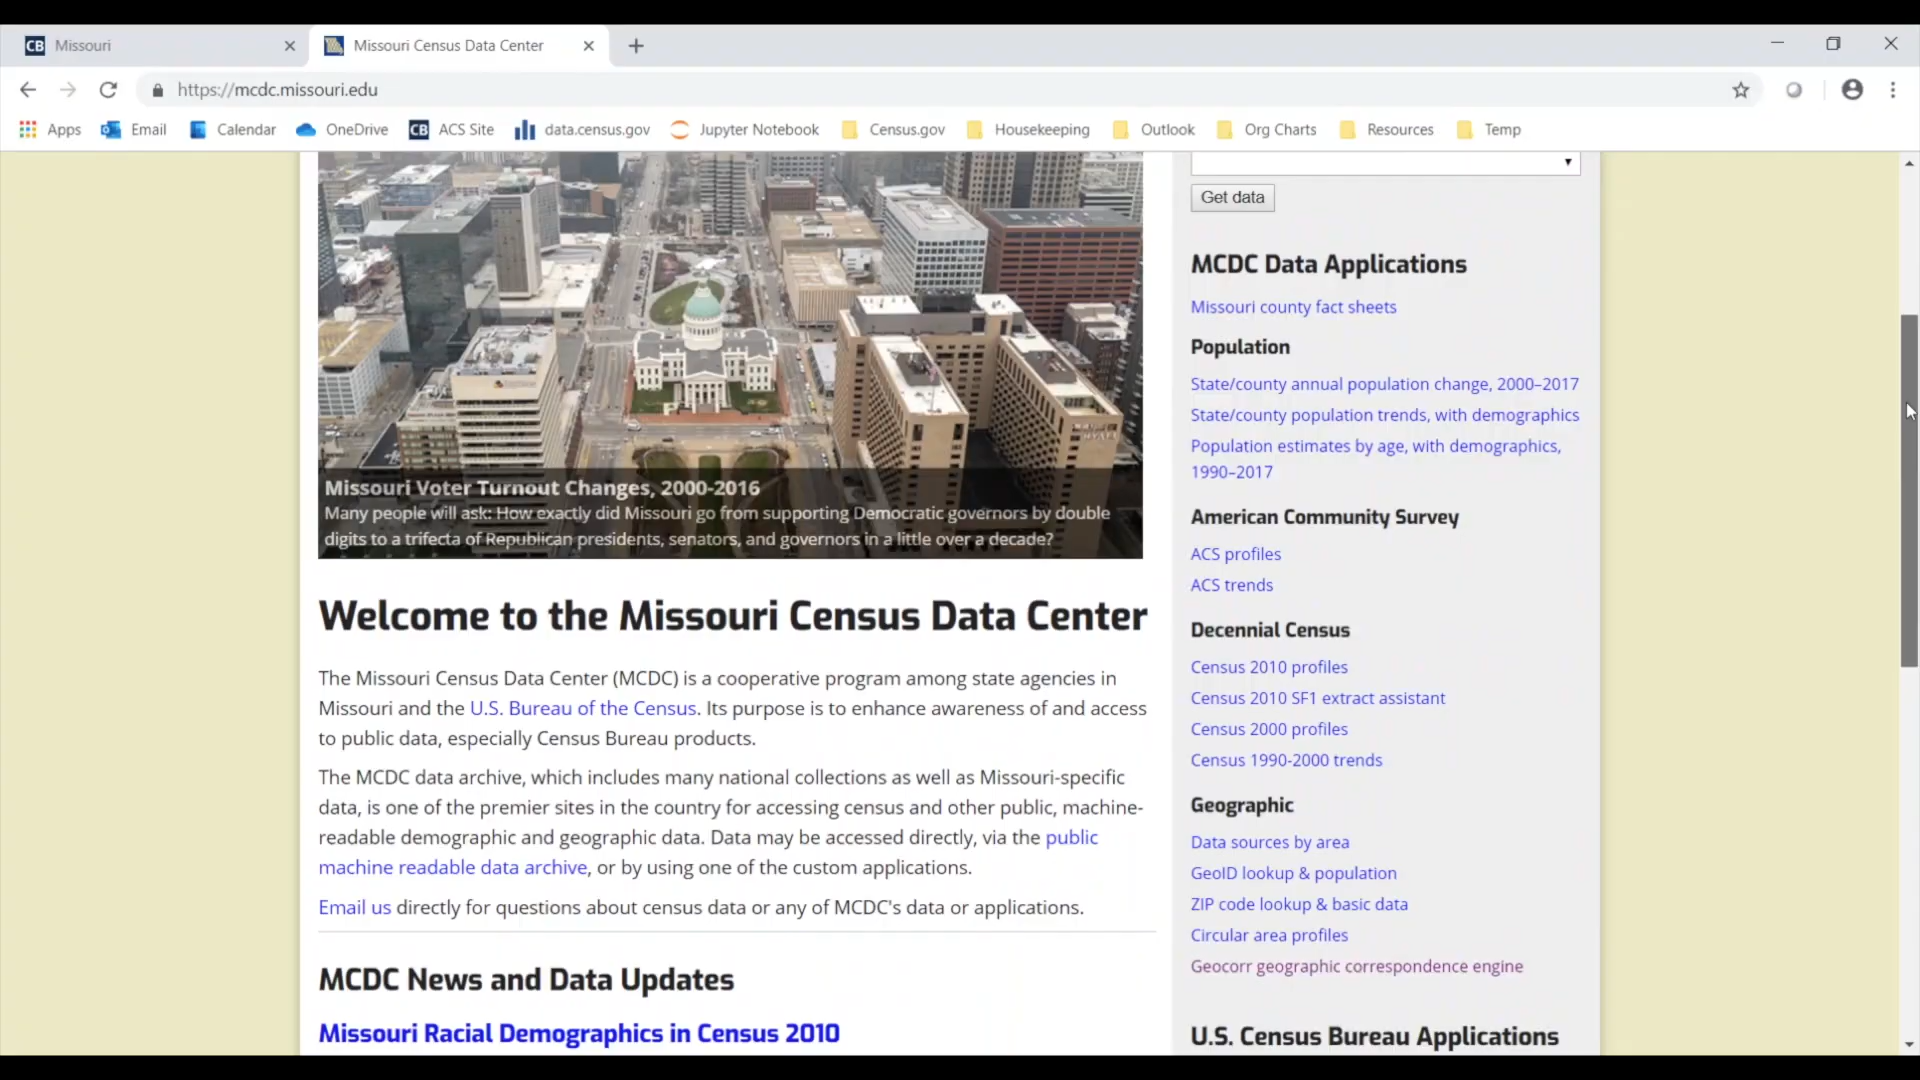 CB Missouri
Missouri Census Data Center
https://mcdc.missouri.edu
Apps Email Calendar OneDrive CB ACS Site data.census.gov Jupyter Notebook Census.gov Housekeeping Outlook Org Charts Resources Temp
Missouri Voter Turnout Changes, 2000-2016
Many people will ask: How exactly did Missouri go from supporting Democratic governors by double
digits to a trifecta of Republican presidents, senators, and governors in a little over a decade?
Welcome to the Missouri Census Data Center
The Missouri Census Data Center (MCDC) is a cooperative program among state agencies in
Missouri and the U.S. Bureau of the Census. Its purpose is to enhance awareness of and access
to public data, especially Census Bureau products.
The MCDC data archive, which includes many national collections as well as Missouri-specific
data, is one of the premier sites in the country for accessing census and other public, machine-
readable demographic and geographic data. Data may be accessed directly, via the public
machine readable data archive, or by using one of the custom applications.
Email us directly for questions about census data or any of MCDC's data or applications.
MCDC News and Data Updates
Missouri Racial Demographics in Census 2010
Get data
MCDC Data Applications
Missouri county fact sheets
Population
State/county annual population change, 2000–2017
State/county population trends, with demographics
Population estimates by age, with demographics,
1990–2017
American Community Survey
ACS profiles
ACS trends
Decennial Census
Census 2010 profiles
Census 2010 SF1 extract assistant
Census 2000 profiles
Census 1990-2000 trends
Geographic
Data sources by area
GeoID lookup & population
ZIP code lookup & basic data
Circular area profiles
Geocorr geographic correspondence engine
U.S. Census Bureau Applications